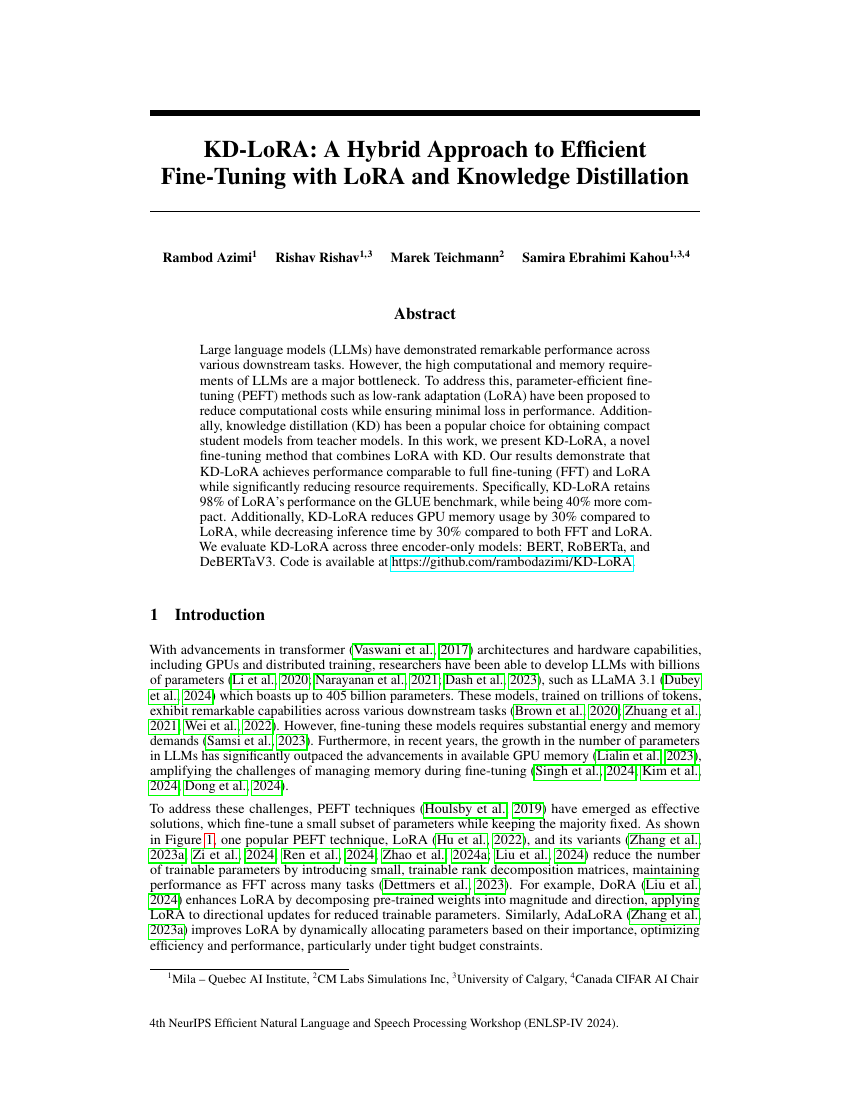 KD-LoRA: A Hybrid Approach to Efficient
Fine-Tuning with LoRA and Knowledge Distillation
Rambod Azimi¹ Rishav Rishav¹,³ Marek Teichmann² Samira Ebrahimi Kahou¹,³,⁴
Abstract
Large language models (LLMs) have demonstrated remarkable performance across
various downstream tasks. However, the high computational and memory require-
ments of LLMs are a major bottleneck. To address this, parameter-efficient fine-
tuning (PEFT) methods such as low-rank adaptation (LoRA) have been proposed to
reduce computational costs while ensuring minimal loss in performance. Addition-
ally, knowledge distillation (KD) has been a popular choice for obtaining compact
student models from teacher models. In this work, we present KD-LoRA, a novel
fine-tuning method that combines LoRA with KD. Our results demonstrate that
KD-LoRA achieves performance comparable to full fine-tuning (FFT) and LoRA
while significantly reducing resource requirements. Specifically, KD-LoRA retains
98% of LoRA's performance on the GLUE benchmark, while being 40% more com-
pact. Additionally, KD-LoRA reduces GPU memory usage by 30% compared to
LoRA, while decreasing inference time by 30% compared to both FFT and LoRA.
We evaluate KD-LoRA across three encoder-only models: BERT, RoBERTa, and
DeBERTaV3. Code is available at https://github.com/rambodazimi/KD-LoRA.
1 Introduction
With advancements in transformer (Vaswani et al., 2017) architectures and hardware capabilities,
including GPUs and distributed training, researchers have been able to develop LLMs with billions
of parameters (Li et al., 2020; Narayanan et al., 2021; Dash et al., 2023), such as LLaMA 3.1 (Dubey
et al., 2024) which boasts up to 405 billion parameters. These models, trained on trillions of tokens,
exhibit remarkable capabilities across various downstream tasks (Brown et al., 2020; Zhuang et al.,
2021; Wei et al., 2022). However, fine-tuning these models requires substantial energy and memory
demands (Samsi et al., 2023). Furthermore, in recent years, the growth in the number of parameters
in LLMs has significantly outpaced the advancements in available GPU memory (Lialin et al., 2023),
amplifying the challenges of managing memory during fine-tuning (Singh et al., 2024; Kim et al.,
2024; Dong et al., 2024).
To address these challenges, PEFT techniques (Houlsby et al., 2019) have emerged as effective
solutions, which fine-tune a small subset of parameters while keeping the majority fixed. As shown
in Figure 1, one popular PEFT technique, LoRA (Hu et al., 2022), and its variants (Zhang et al.,
2023a; Zi et al., 2024; Ren et al., 2024; Zhao et al., 2024a; Liu et al., 2024) reduce the number
of trainable parameters by introducing small, trainable rank decomposition matrices, maintaining
performance as FFT across many tasks (Dettmers et al., 2023). For example, DoRA (Liu et al.,
2024) enhances LoRA by decomposing pre-trained weights into magnitude and direction, applying
LoRA to directional updates for reduced trainable parameters. Similarly, AdaLoRA (Zhang et al.,
2023a) improves LoRA by dynamically allocating parameters based on their importance, optimizing
efficiency and performance, particularly under tight budget constraints.
¹Mila – Quebec AI Institute, ²CM Labs Simulations Inc, ³University of Calgary, ⁴Canada CIFAR AI Chair
4th NeurIPS Efficient Natural Language and Speech Processing Workshop (ENLSP-IV 2024).